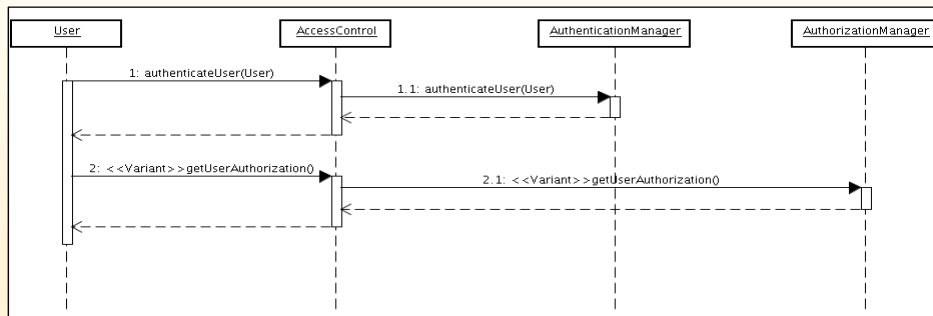 User
AccessControl
AuthenticationManager
AuthorizationManager
1: authenticateUser(User)
1.1: authenticateUser(User)
2: <<Variant>>getUserAuthorization()
2.1: <<Variant>>getUserAuthorization()